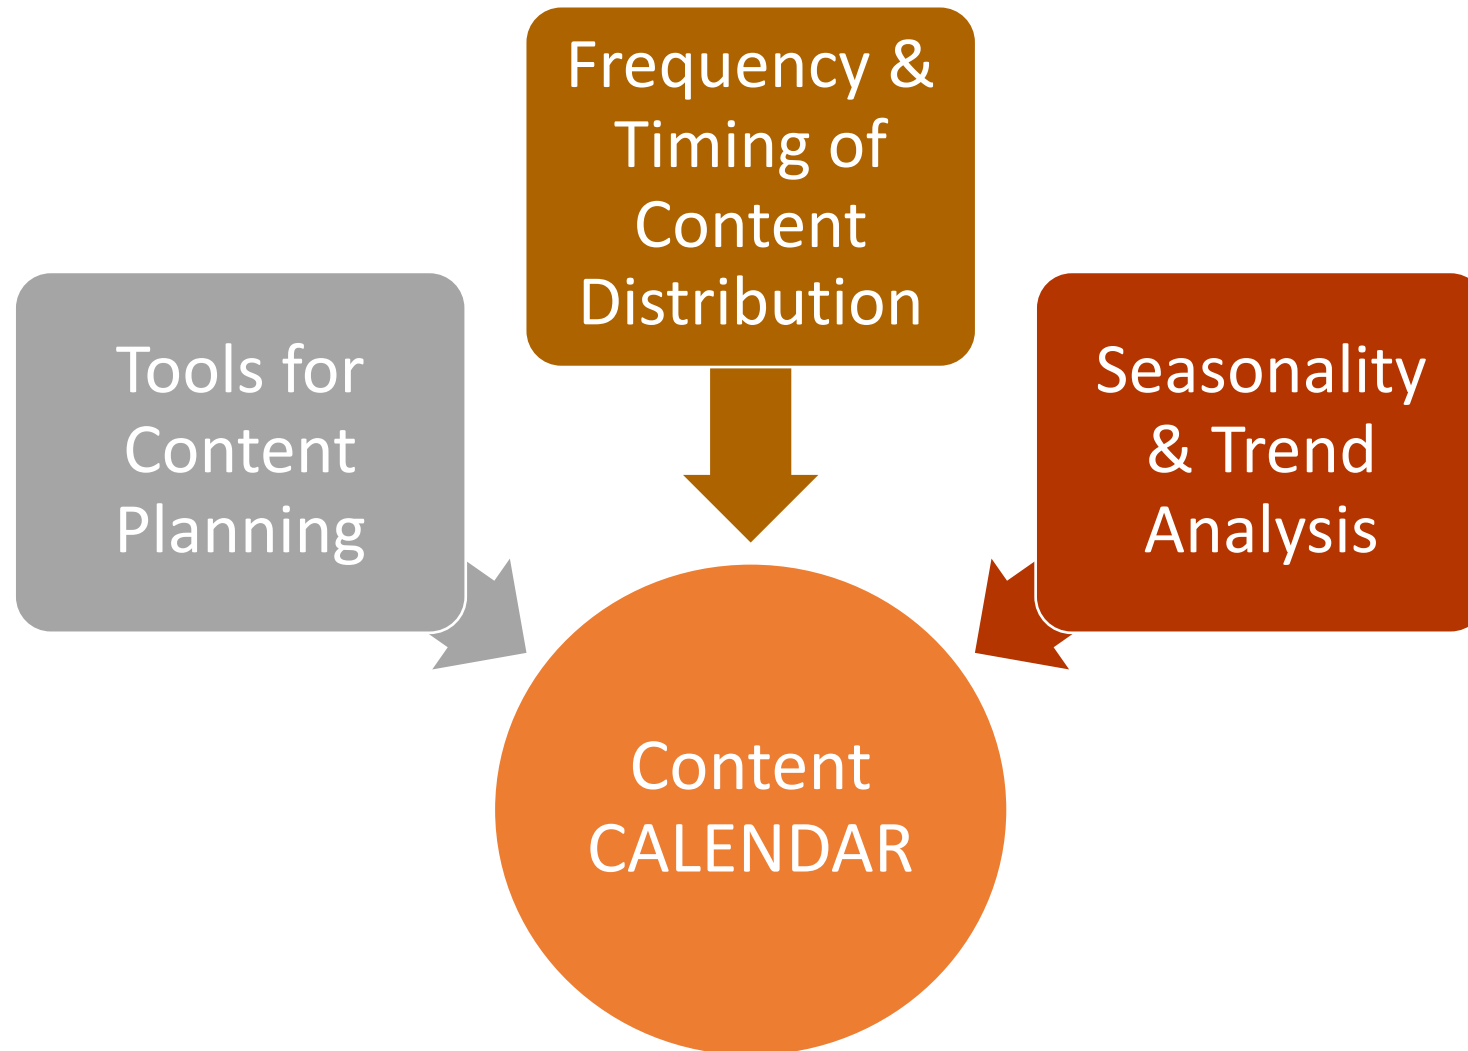 Frequency &
Timing of
Content
Distribution
Tools for
Content
Planning
Seasonality
& Trend
Analysis
Content
CALENDAR